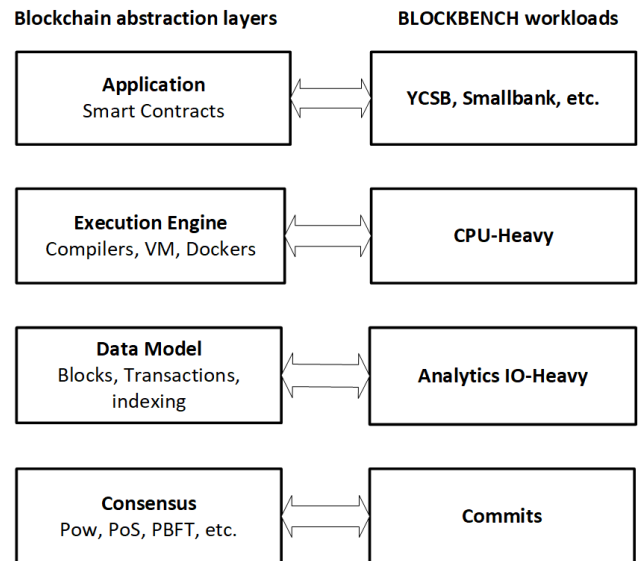 Blockchain abstraction layers
BLOCKBENCH workloads
Application
Smart Contracts
YCSB, Smallbank, etc.
Execution Engine
Compilers, VM, Dockers
CPU-Heavy
Data Model
Blocks, Transactions,
indexing
Analytics IO-Heavy
Consensus
Pow, PoS, PBFT, etc.
Commits